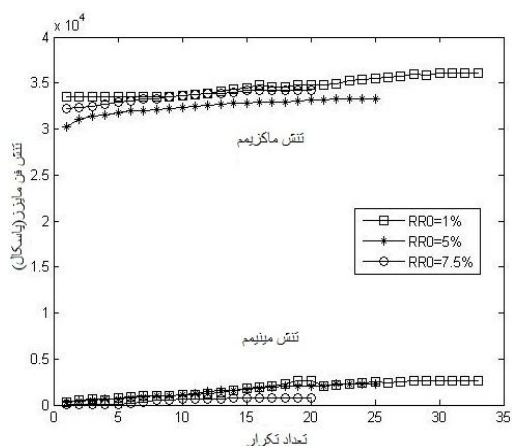 x 10⁴
4
3.5
3
2.5
2
1.5
1
0.5
0
0 5 10 15 20 25 30 35
تنش ماکزیمم
تنش مینیمم
RR0=1%
RR0=5%
RR0=7.5%
تنش فن مایزز(پاسکال)
تعداد تکرار